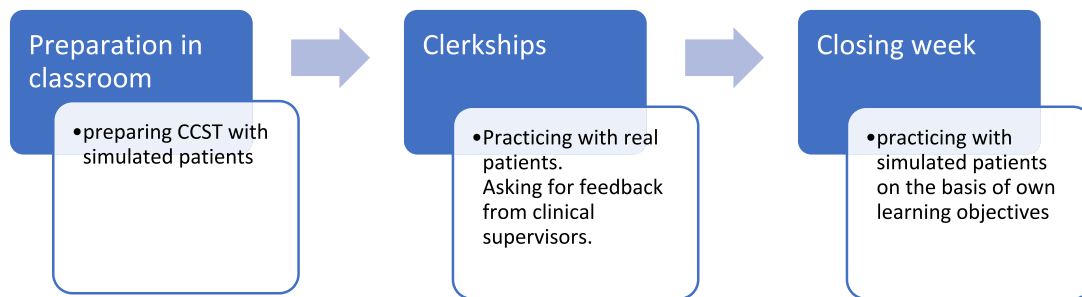 Preparation in
classroom
•preparing CCST with
simulated patients
Clerkships
•Practicing with real
patients.
Asking for feedback
from clinical
supervisors.
Closing week
•practicing with
simulated patients
on the basis of own
learning objectives